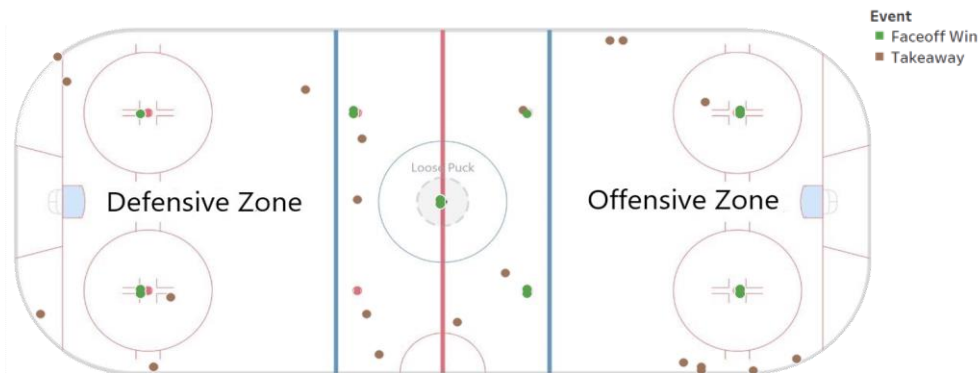 Event
Faceoff Win
Takeaway
Loose Puck
Defensive Zone
Offensive Zone